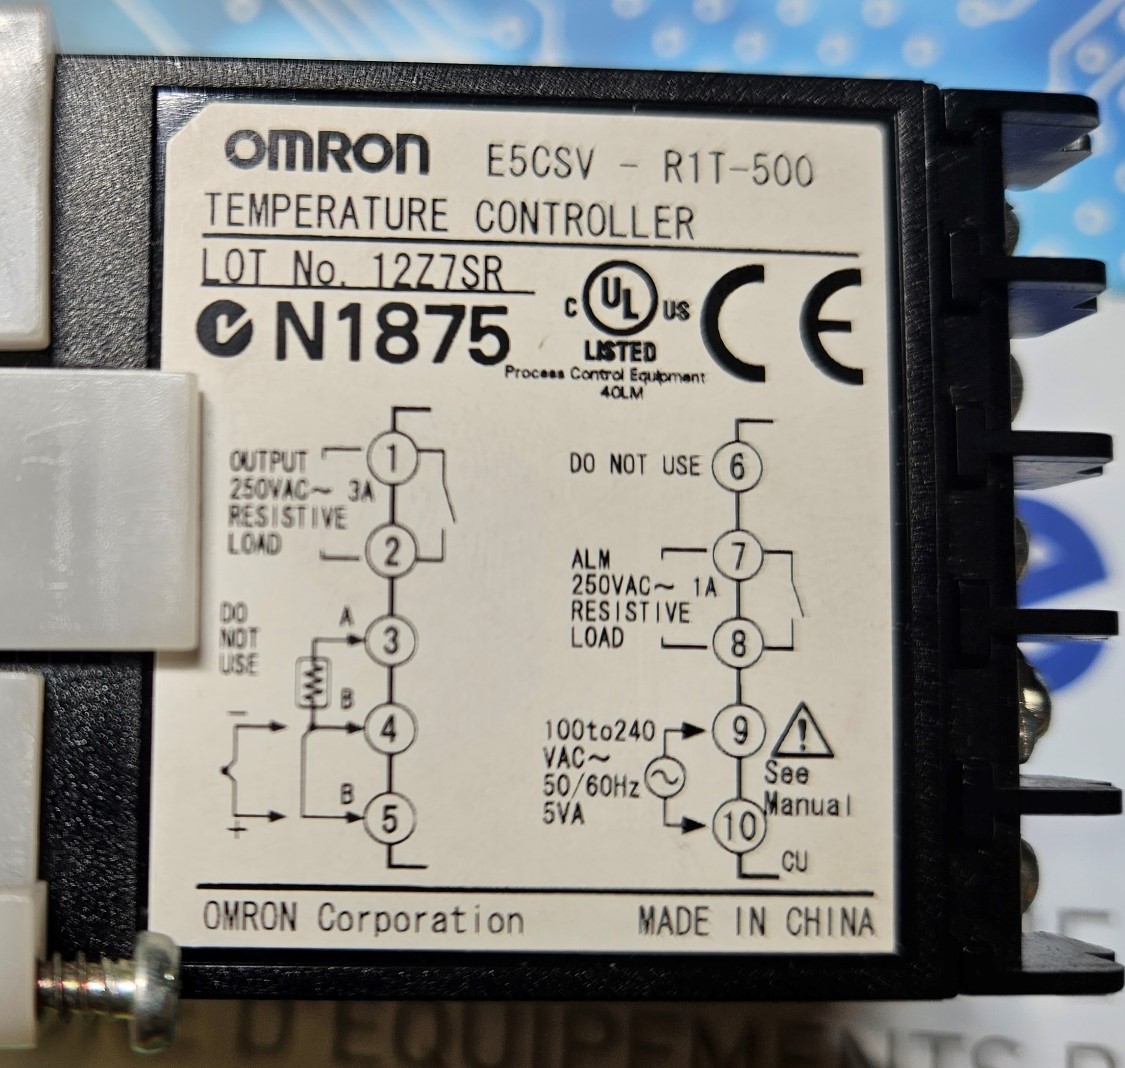 OMRON E5CSV - R1T-500
TEMPERATURE CONTROLLER
LOT No. 12Z7SR
N1875
C UL US
LISTED
Process Control Equipment
40LM
CE
OUTPUT
250VAC~ 3A
RESISTIVE
LOAD
1
2
DO
NOT
USE
A
3
B
4
B
5
−
+
DO NOT USE 6
ALM
250VAC~ 1A
RESISTIVE
LOAD
7
8
100to240
VAC~
50/60Hz
5VA
9
10
!
See
Manual
CU
OMRON Corporation MADE IN CHINA
D'EQUIPEMENTS